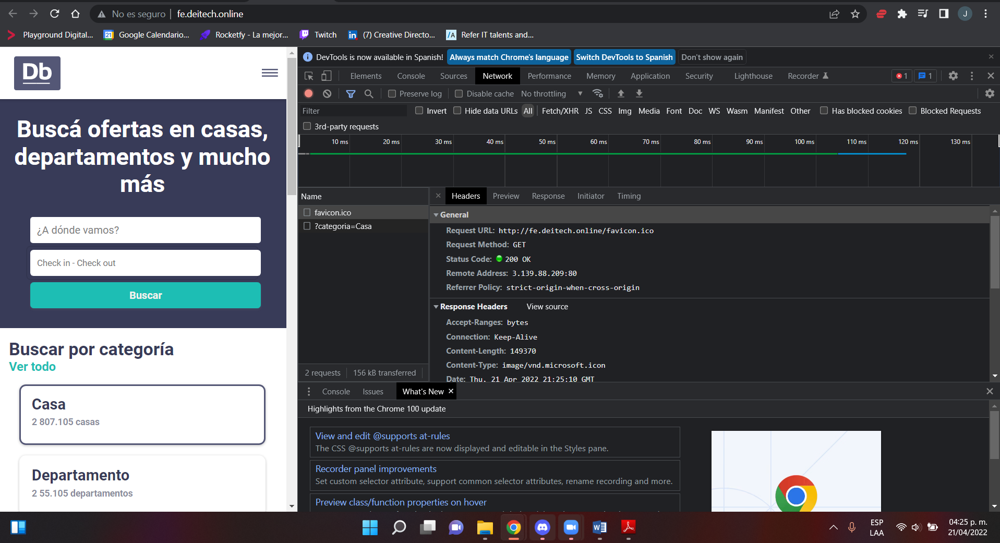 No es seguro fe.deitech.online
Playground Digital... Google Calendario... Rocketfy - La mejor... Twitch (7) Creative Directo... Refer IT talents and...
Db
Buscá ofertas en casas,
departamentos y mucho
más
¿A dónde vamos?
Check in - Check out
Buscar
Buscar por categoría
Ver todo
Casa
2 807.105 casas
Departamento
2 55.105 departamentos
DevTools is now available in Spanish! Always match Chrome's language Switch DevTools to Spanish Don't show again
Elements Console Sources Network Performance Memory Application Security Lighthouse Recorder 1 1
Preserve log Disable cache No throttling
Filter Invert Hide data URLs All Fetch/XHR JS CSS Img Media Font Doc WS Wasm Manifest Other Has blocked cookies Blocked Requests
3rd-party requests
10 ms 20 ms 30 ms 40 ms 50 ms 60 ms 70 ms 80 ms 90 ms 100 ms 110 ms 120 ms 130 ms
Name
favicon.ico
?categoria=Casa
2 requests 156 kB transferred
Headers Preview Response Initiator Timing
General
Request URL: http://fe.deitech.online/favicon.ico
Request Method: GET
Status Code: 200 OK
Remote Address: 3.139.88.209:80
Referrer Policy: strict-origin-when-cross-origin
Response Headers View source
Accept-Ranges: bytes
Connection: Keep-Alive
Content-Length: 149370
Content-Type: image/vnd.microsoft.icon
Date: Thu, 21 Apr 2022 21:25:10 GMT
Console Issues What's New
Highlights from the Chrome 100 update
View and edit @supports at-rules
The CSS @supports at-rules are now displayed and editable in the Styles pane.
Recorder panel improvements
Set custom selector attribute, support common selector attributes, rename recording and more.
Preview class/function properties on hover
ESP
LAA
04:25 p. m.
21/04/2022